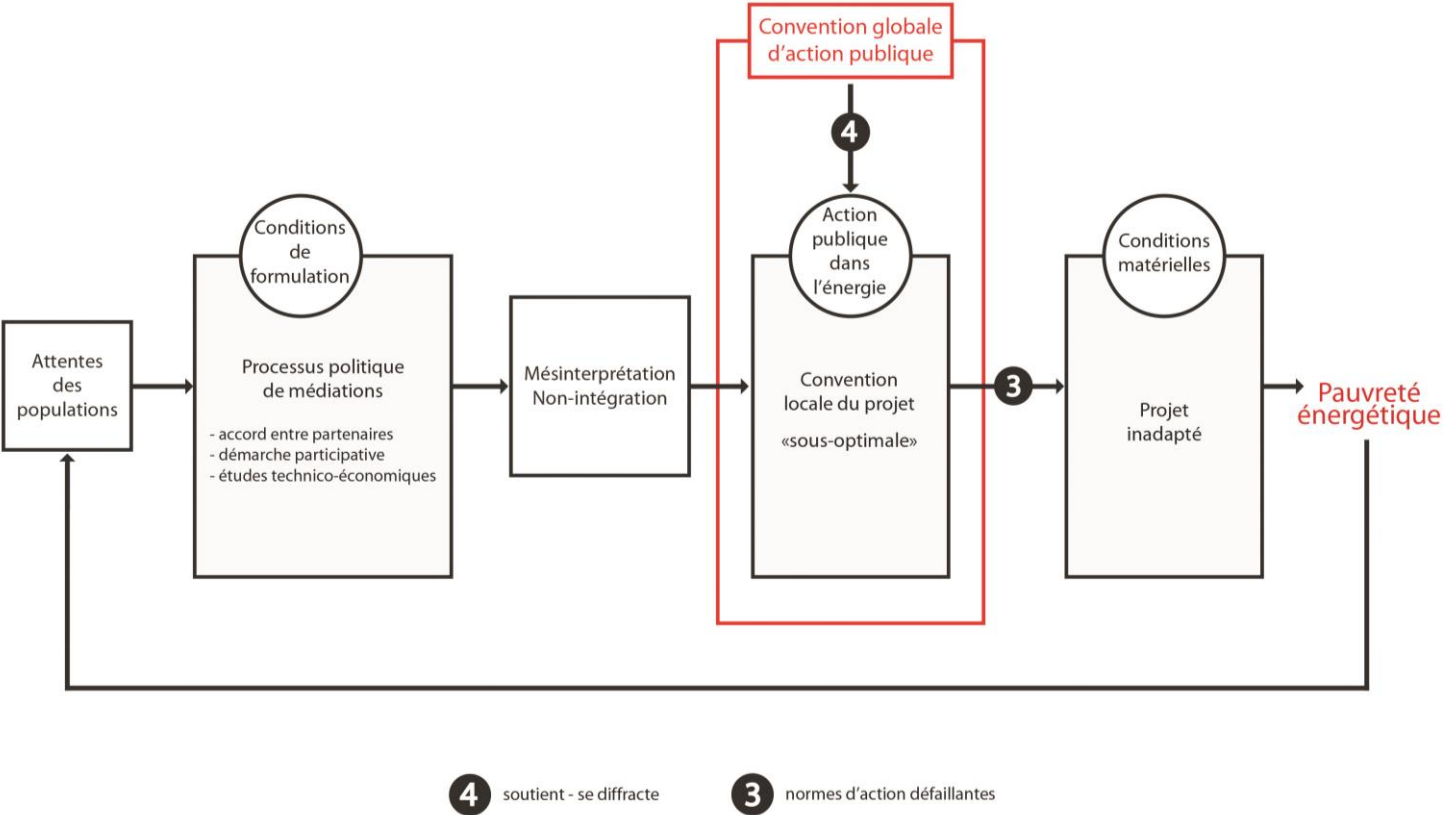 Convention globale
d'action publique
4
Attentes
des
populations
Conditions
de
formulation
Processus politique
de médiations
- accord entre partenaires
- démarche participative
- études technico-économiques
Mésinterprétation
Non-intégration
Action
publique
dans
l'énergie
Convention
locale du projet
«sous-optimale»
3
Conditions
matérielles
Projet
inadapté
Pauvreté
énergétique
4 soutient - se diffracte
3 normes d'action défaillantes